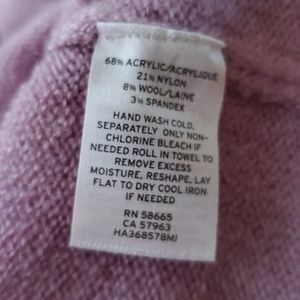 68% ACRYLIC/ACRYLIQUE
21% NYLON
8% WOOL/LAINE
3% SPANDEX
HAND WASH COLD,
SEPARATELY ONLY NON-
CHLORINE BLEACH IF
NEEDED ROLL IN TOWEL TO
REMOVE EXCESS
MOISTURE, RESHAPE, LAY
FLAT TO DRY COOL IRON
IF NEEDED
RN 58665
CA 57963
HA368578MI